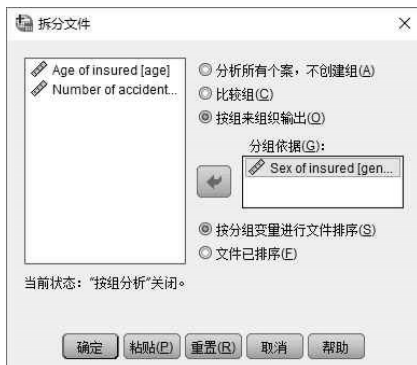 拆分文件
Age of insured [age]
Number of accident...
分析所有个案，不创建组(A)
比较组(C)
按组来组织输出(O)
分组依据(G):
Sex of insured [gen...
按分组变量进行文件排序(S)
文件已排序(F)
当前状态："按组分析"关闭。
确定 粘贴(P) 重置(R) 取消 帮助